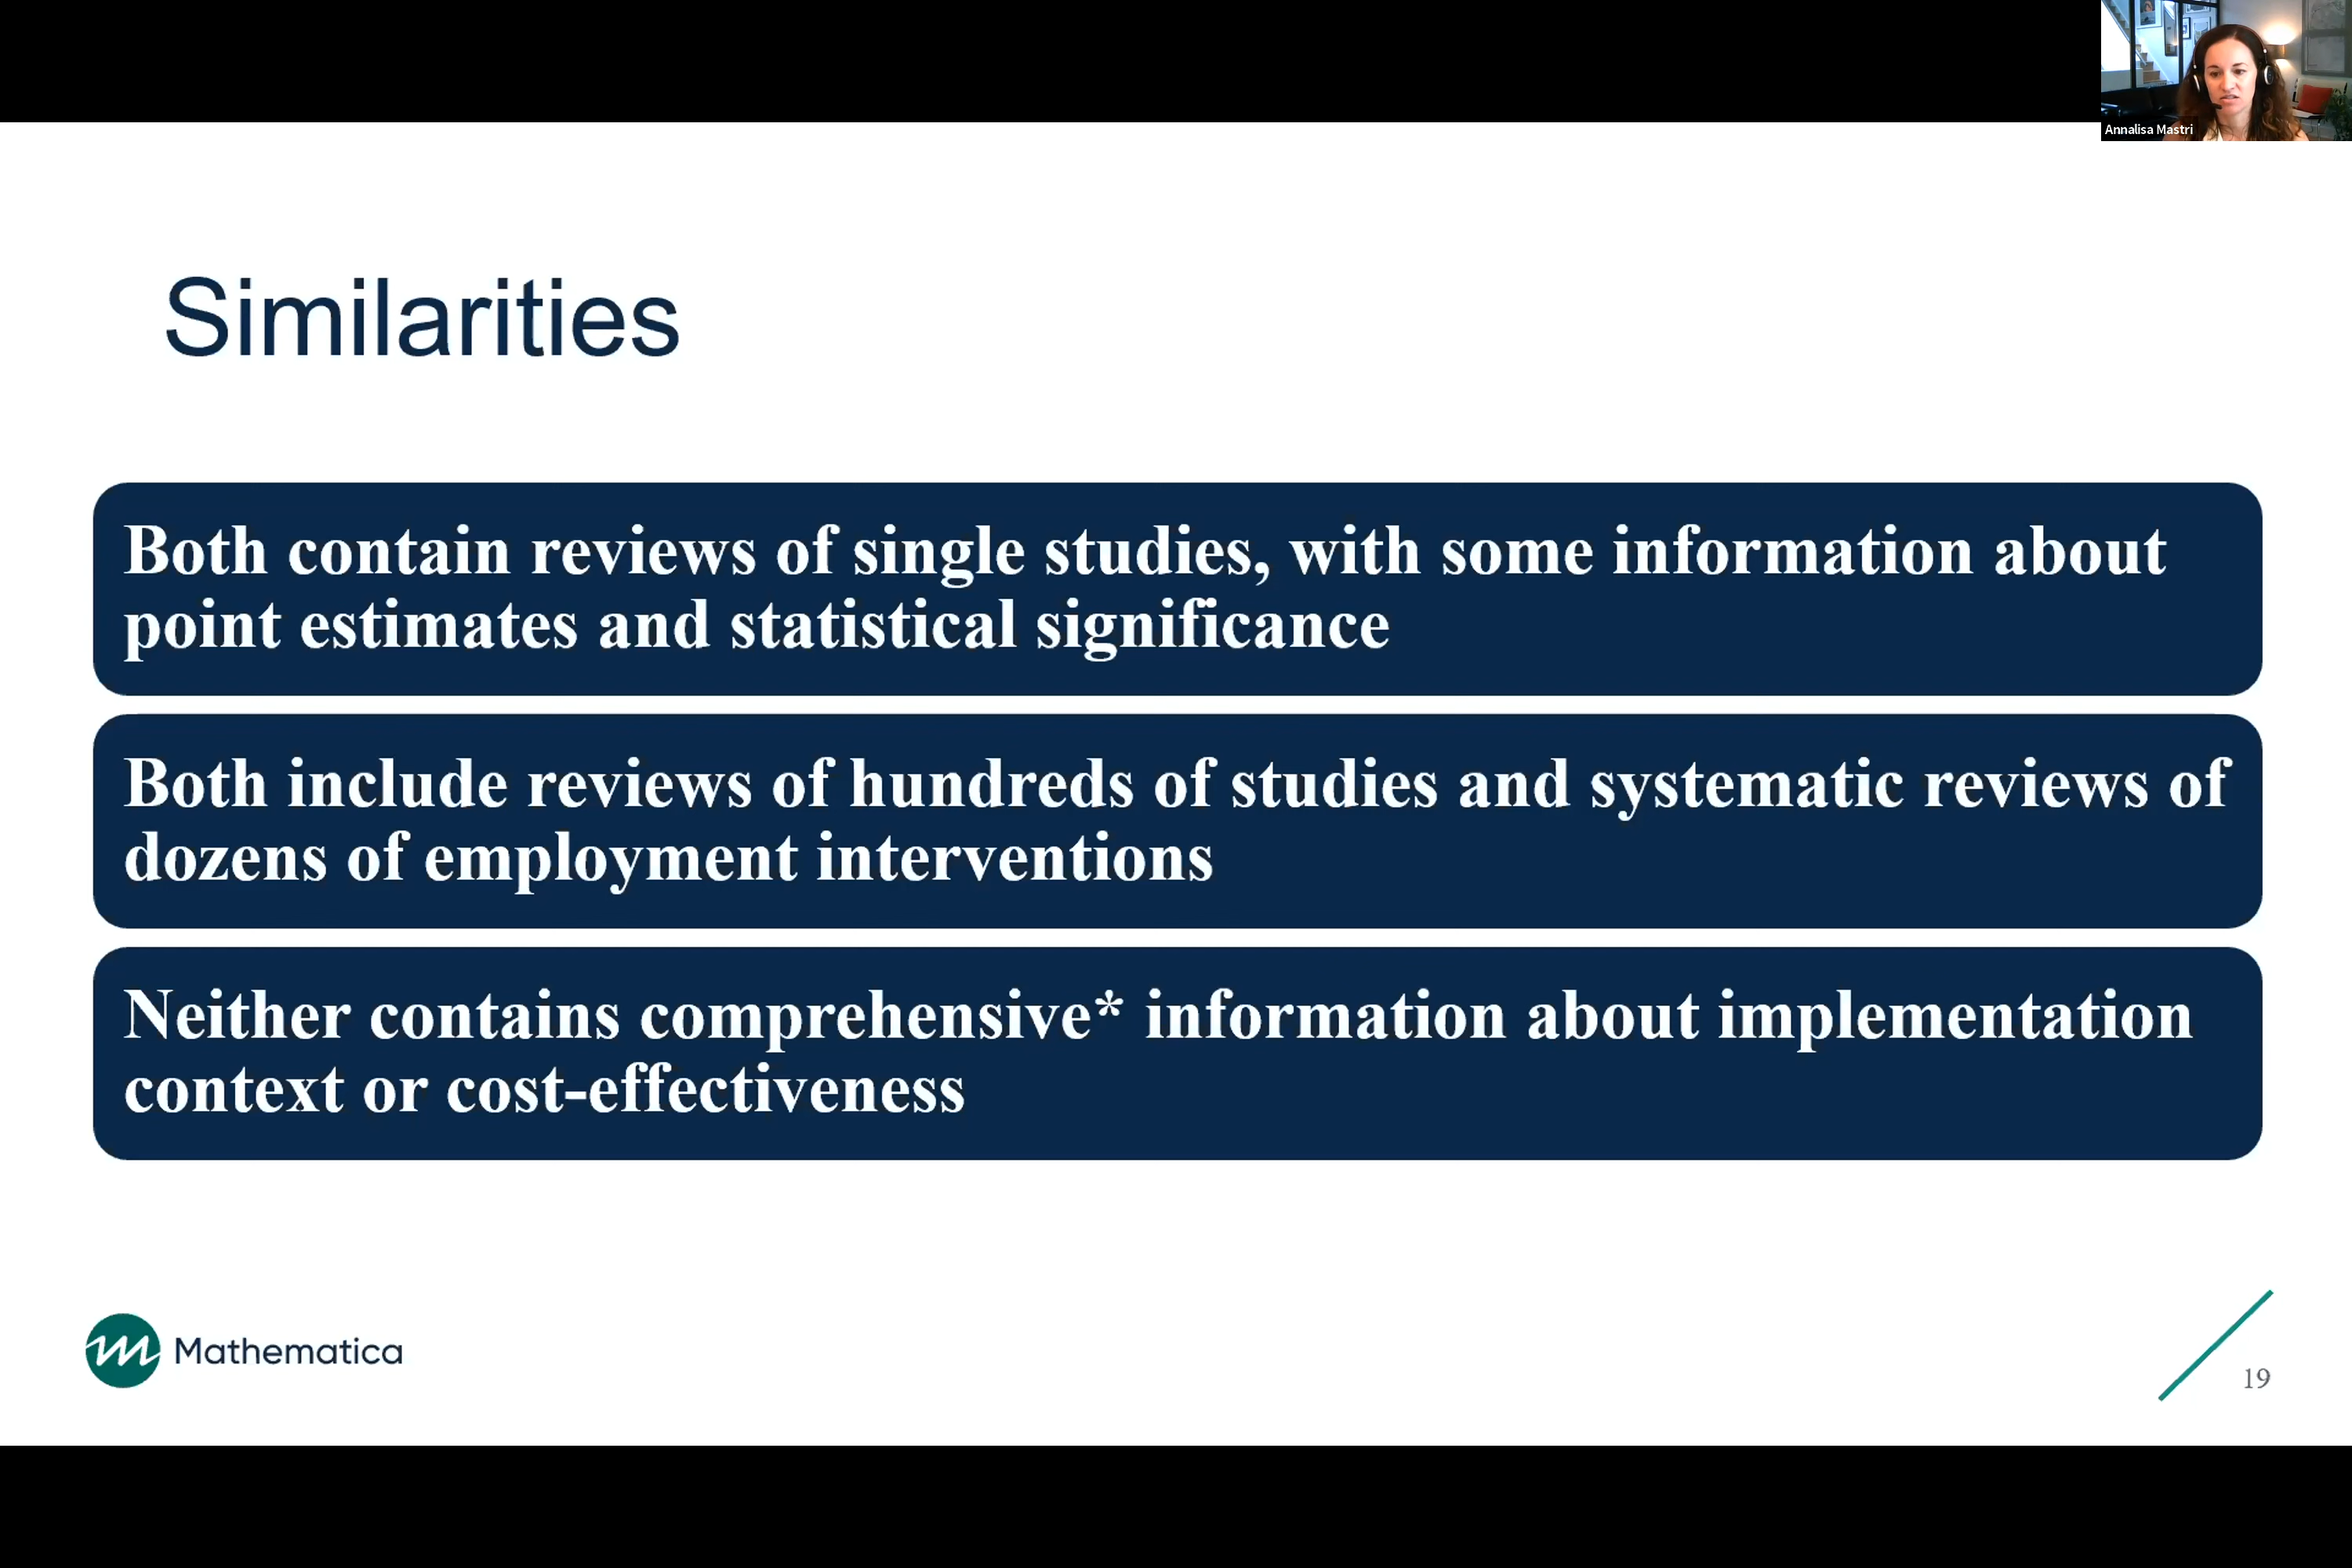 Annalisa Mastri
Similarities
Both contain reviews of single studies, with some information about
point estimates and statistical significance
Both include reviews of hundreds of studies and systematic reviews of
dozens of employment interventions
Neither contains comprehensive* information about implementation
context or cost-effectiveness
Mathematica
19